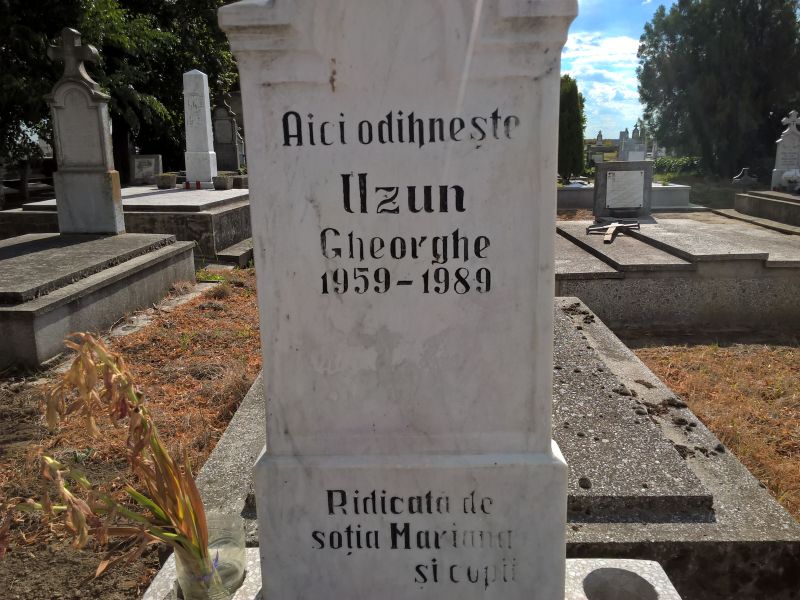 Aici odihnește
Uzun
Gheorghe
1959-1989
Ridicată de
soția Mariana
și copii